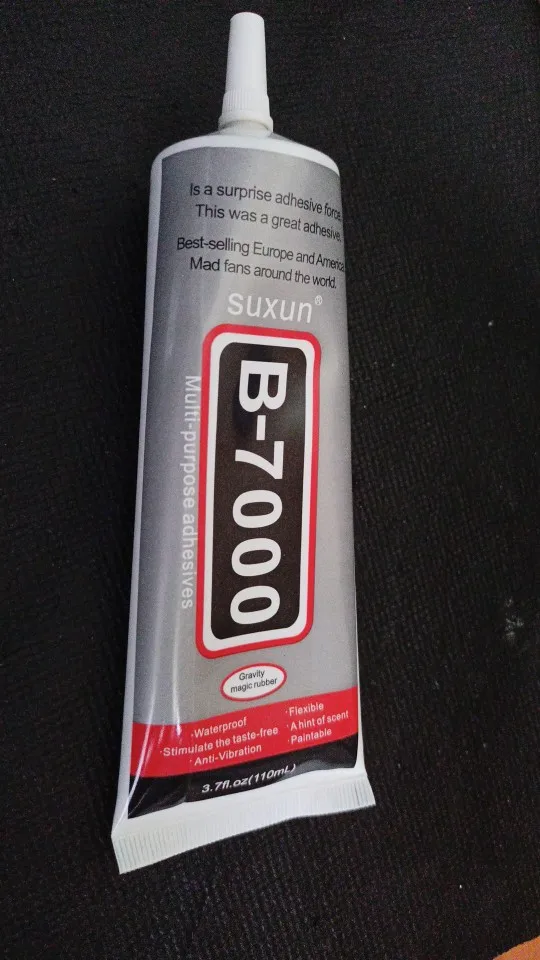 Is a surprise adhesive force.
This was a great adhesive.
Best-selling Europe and America
Mad fans around the world.
suxun®
B-7000
Multi-purpose adhesives
Gravity
magic rubber
·Waterproof
·Stimulate the taste-free
·Anti-Vibration
·Flexible
·A hint of scent
·Paintable
3.7fl.oz(110mL)